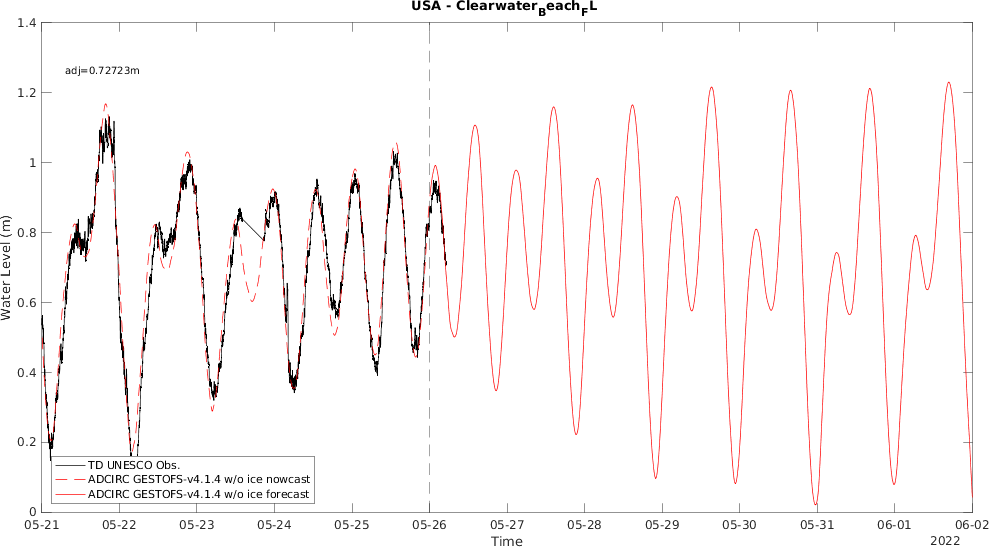 USA - Clearwater_Beach_FL
1.4
1.2
1
0.8
0.6
0.4
0.2
0
Water Level (m)
adj=0.72723m
TD UNESCO Obs.
ADCIRC GESTOFS-v4.1.4 w/o ice nowcast
ADCIRC GESTOFS-v4.1.4 w/o ice forecast
05-21 05-22 05-23 05-24 05-25 05-26 05-27 05-28 05-29 05-30 05-31 06-01 06-02
Time
2022